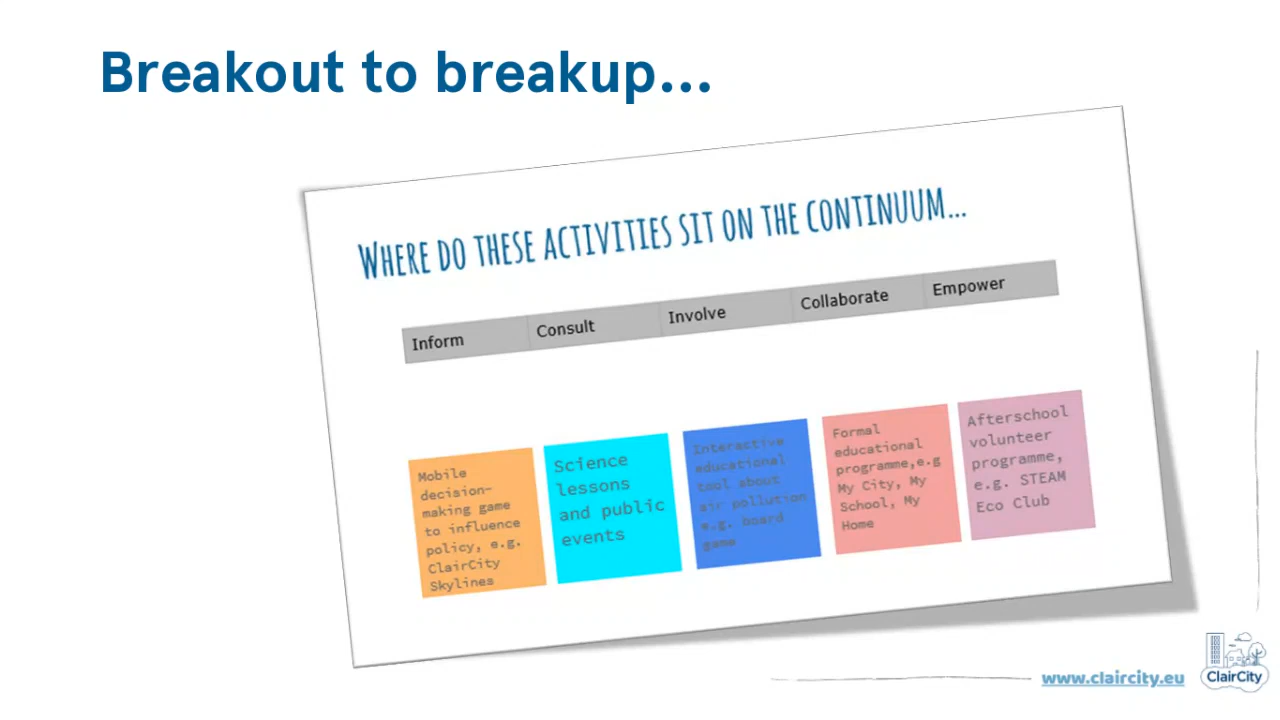 Breakout to breakup...
WHERE DO THESE ACTIVITIES SIT ON THE CONTINUUM...
Inform
Consult
Involve
Collaborate
Empower
Mobile
decision-
making game
to influence
policy, e.g.
ClairCity
Skylines
Science
lessons
and public
events
Interactive
educational
tool about
air pollution
e.g. board
game
Formal
educational
programme,e.g
My City, My
School, My
Home
Afterschool
volunteer
programme,
e.g. STEAM
Eco Club
www.claircity.eu
ClairCity